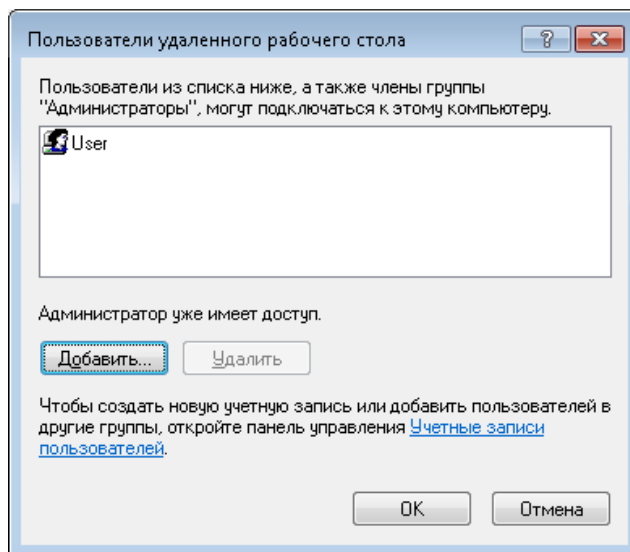 Пользователи удаленного рабочего стола
Пользователи из списка ниже, а также члены группы
"Администраторы", могут подключаться к этому компьютеру.
User
Администратор уже имеет доступ.
Добавить... Удалить
Чтобы создать новую учетную запись или добавить пользователей в
другие группы, откройте панель управления Учетные записи
пользователей.
OK Отмена